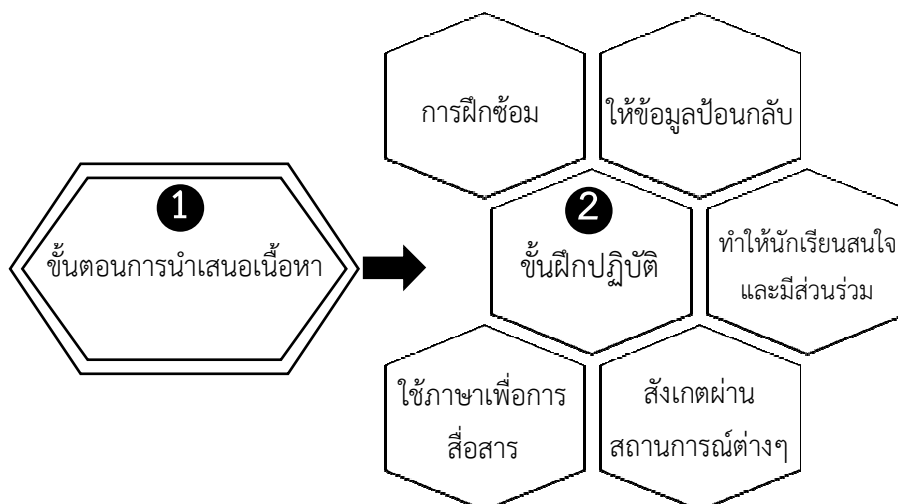 1
ขั้นตอนการนำเสนอเนื้อหา
การฝึกซ้อม
ให้ข้อมูลป้อนกลับ
2
ขั้นฝึกปฏิบัติ
ทำให้นักเรียนสนใจ
และมีส่วนร่วม
ใช้ภาษาเพื่อการ
สื่อสาร
สังเกตผ่าน
สถานการณ์ต่างๆ